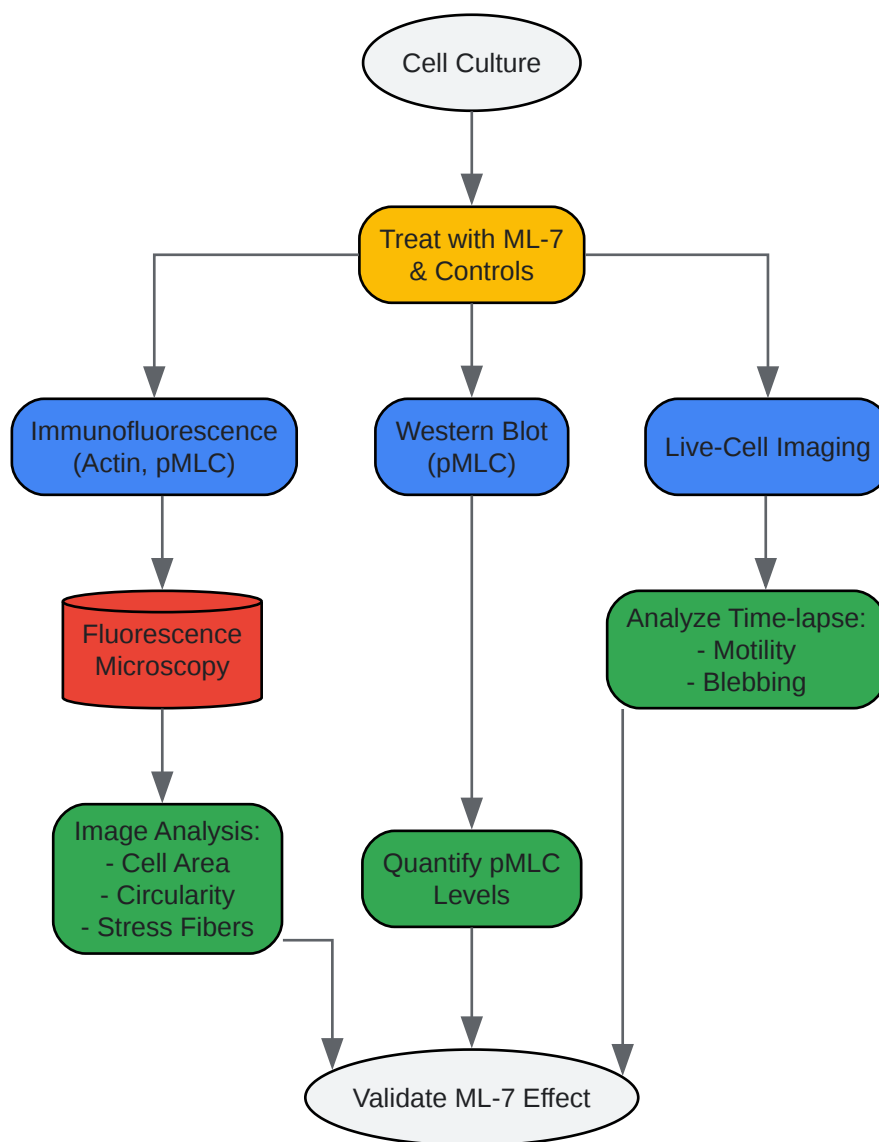 Cell Culture
Treat with ML-7
& Controls
Immunofluorescence
(Actin, pMLC)
Western Blot
(pMLC)
Live-Cell Imaging
Fluorescence
Microscopy
Analyze Time-lapse:
- Motility
- Blebbing
Image Analysis:
- Cell Area
- Circularity
- Stress Fibers
Quantify pMLC
Levels
Validate ML-7 Effect